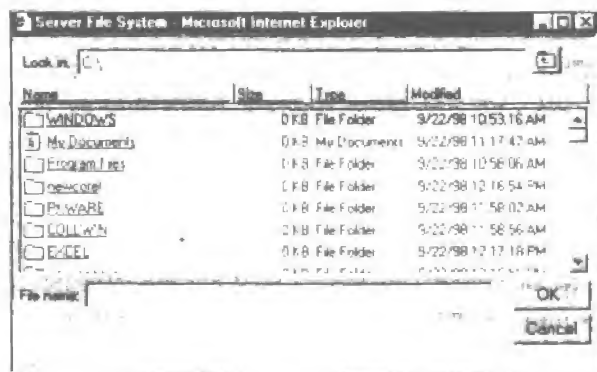 Server File System - Microsoft Internet Explorer
Look in: C:\
Name Size Type Modified
WINDOWS 0 KB File Folder 9/22/98 10:53:16 AM
My Documents 0 KB My Documents 9/22/98 11:17:42 AM
Program Files 0 KB File Folder 9/22/98 10:58:06 AM
newcorel 0 KB File Folder 9/22/98 12:16:54 PM
0 KB File Folder 9/22/98 11:58:02 AM
COLLWIN 0 KB File Folder 9/22/98 11:58:56 AM
EXCEL 0 KB File Folder 9/22/98 12:17:18 PM
File name: OK
Cancel